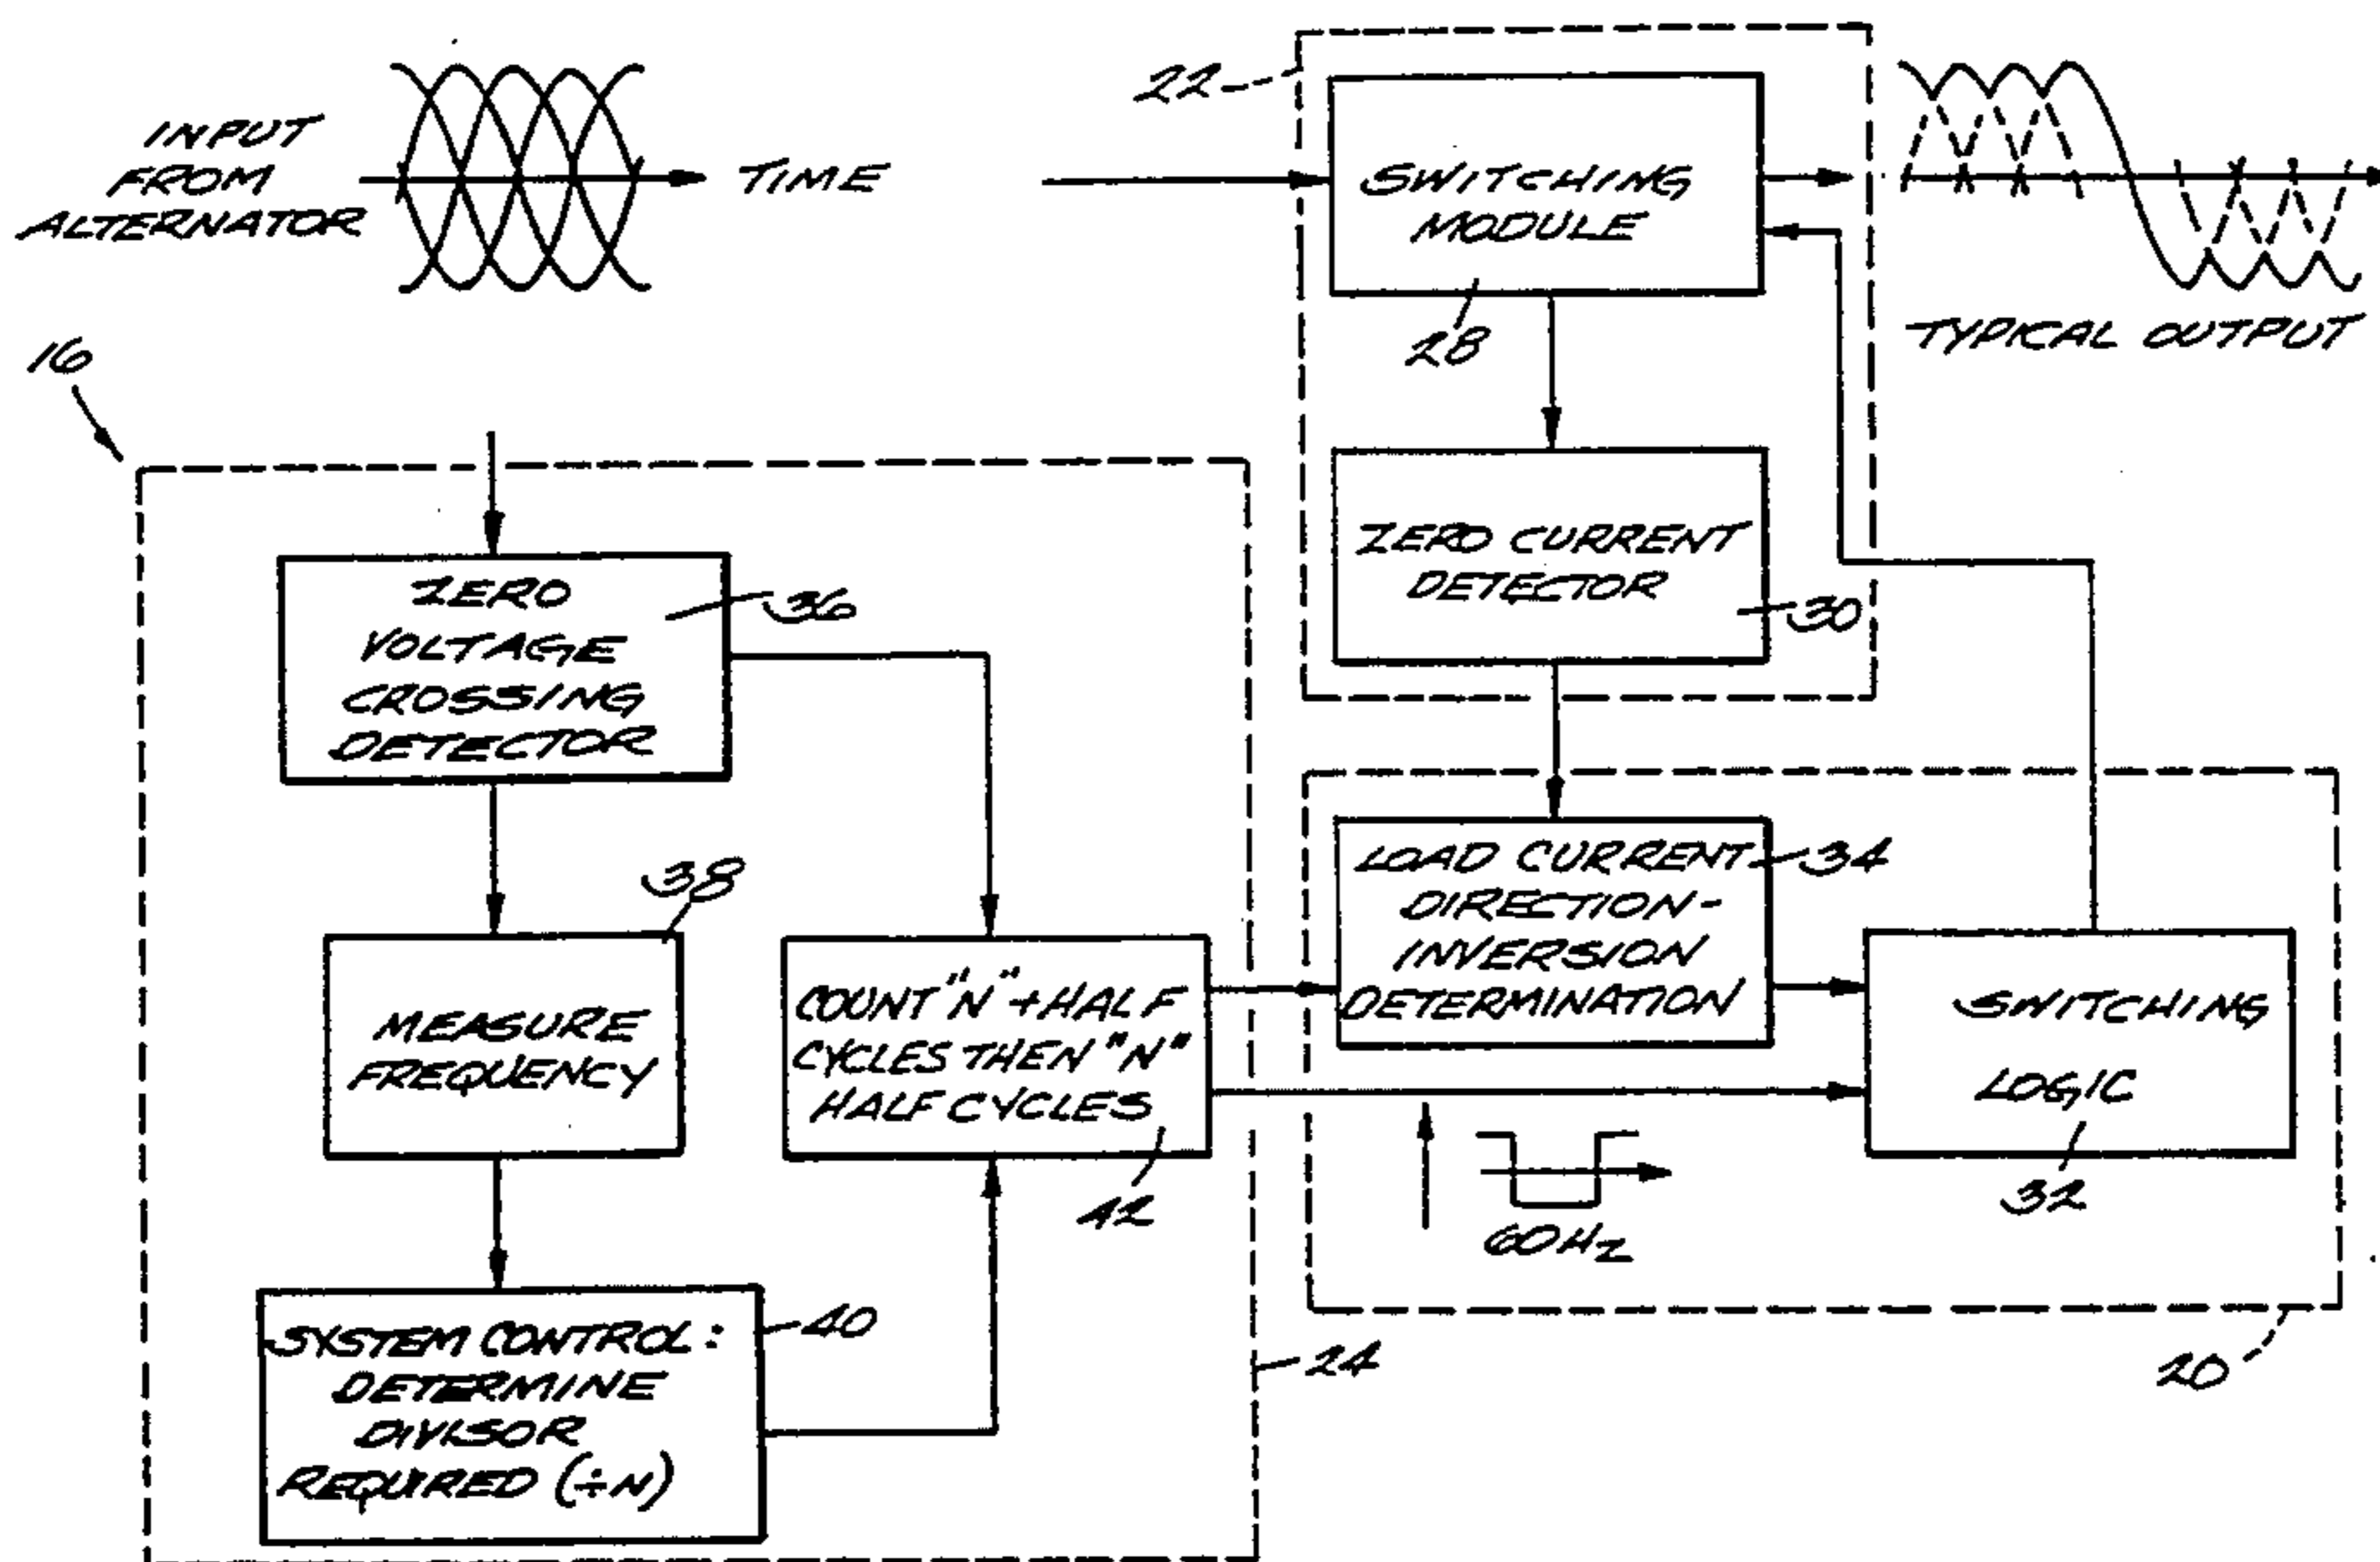 INPUT
FROM
ALTERNATOR
TIME
22
SWITCHING
MODULE
28
TYPICAL OUTPUT
16
ZERO CURRENT
DETECTOR
30
ZERO
VOLTAGE
CROSSING
DETECTOR
36
38
MEASURE
FREQUENCY
COUNT "N" + HALF
CYCLES THEN "N"
HALF CYCLES
42
LOAD CURRENT
DIRECTION-
INVERSION
DETERMINATION
34
SWITCHING
LOGIC
32
60HZ
SYSTEM CONTROL:
DETERMINE
DIVISOR
REQUIRED (÷N)
40
24
20